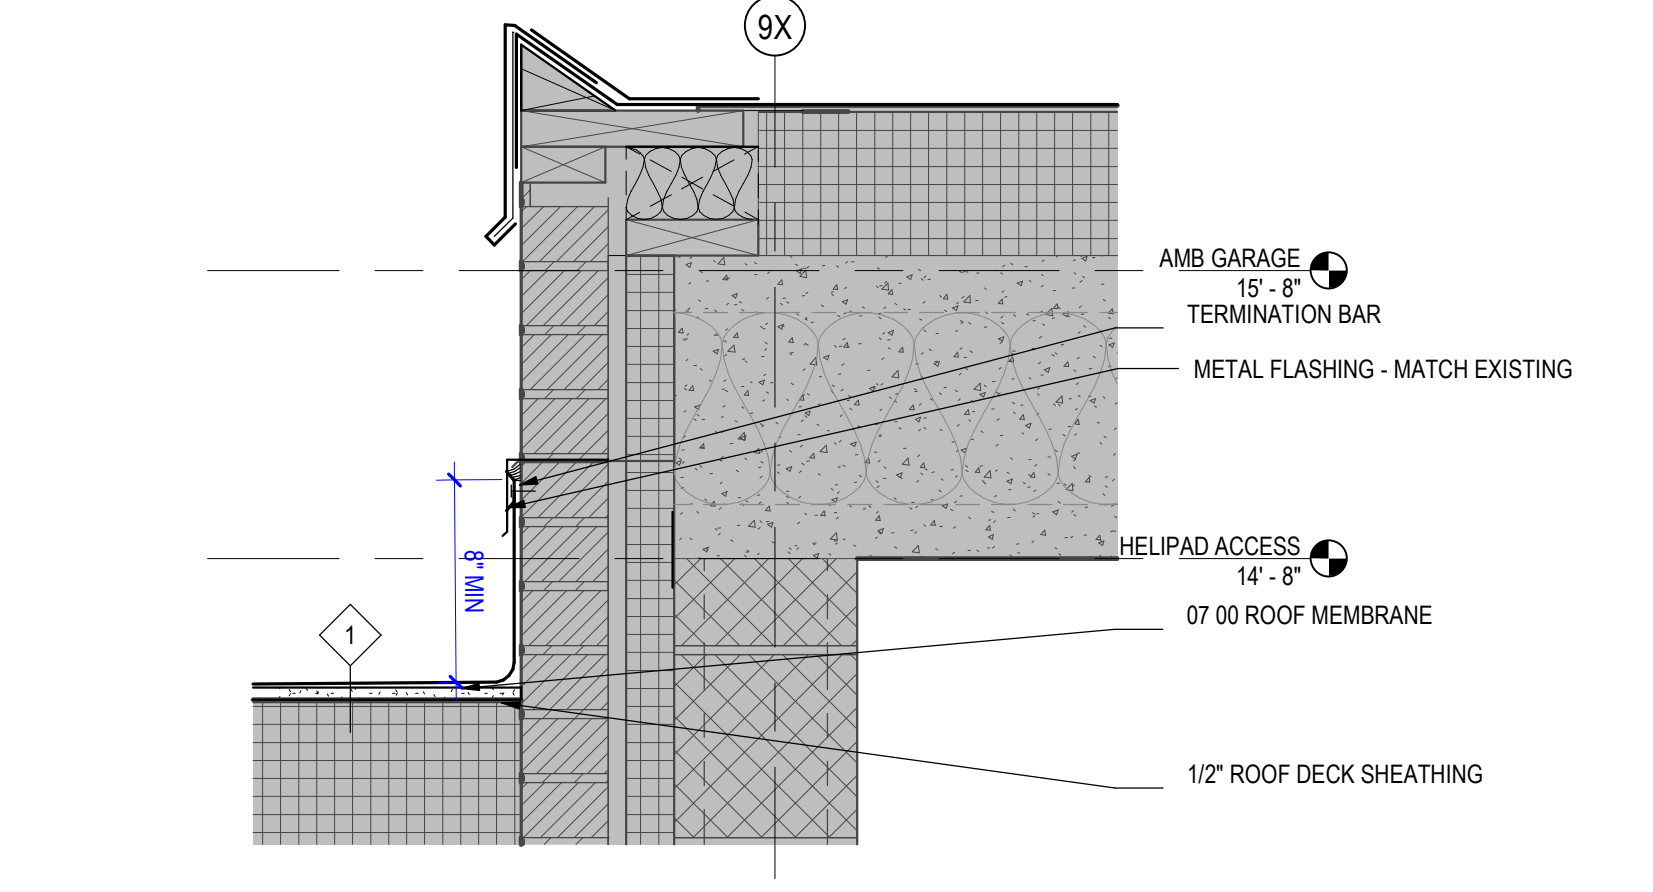 9X
AMB GARAGE
15' - 8"
TERMINATION BAR
METAL FLASHING - MATCH EXISTING
8" MIN
HELIPAD ACCESS
14' - 8"
07 00 ROOF MEMBRANE
1
1/2" ROOF DECK SHEATHING